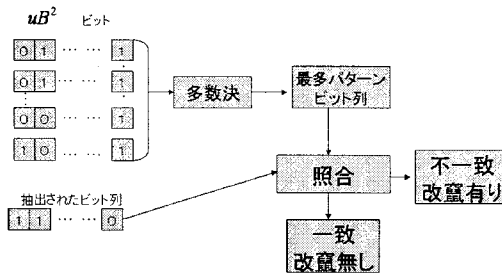 uB² ビット
0 1 … … 1
0 1 … … 1
0 0 … … 1
1 0 … … 1
多数決
最多パターン
ビット列
照合
不一致
改竄有り
一致
改竄無し
抽出されたビット列
1 1 … … 0